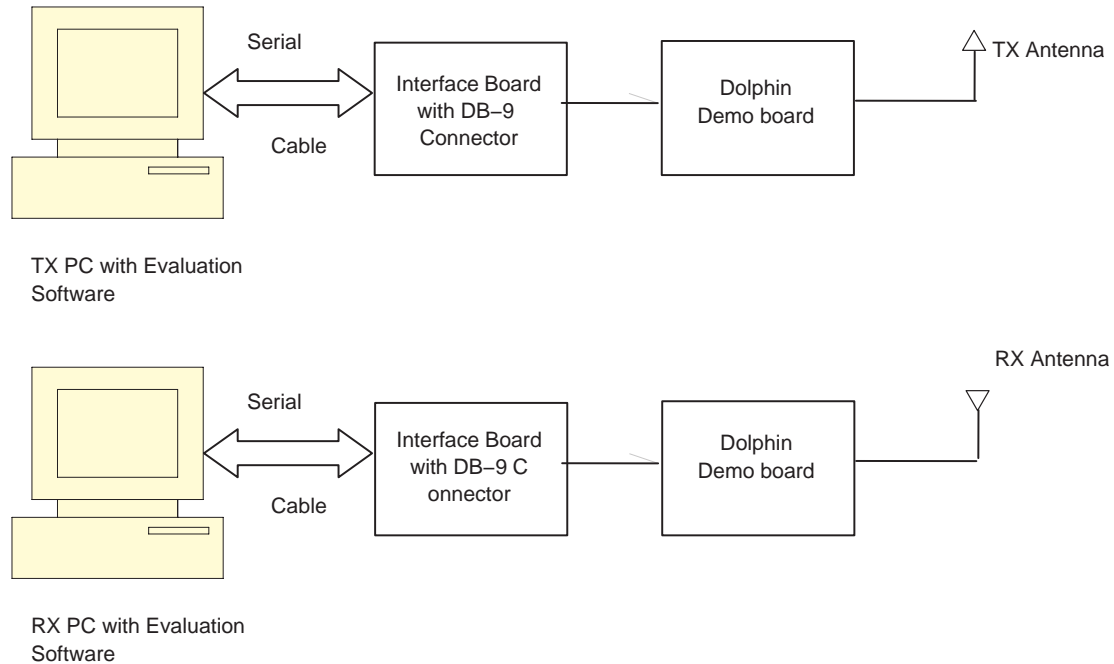 Serial
Cable
Interface Board
with DB–9
Connector
Dolphin
Demo board
TX Antenna
TX PC with Evaluation
Software
RX Antenna
Serial
Cable
Interface Board
with DB–9 C
onnector
Dolphin
Demo board
RX PC with Evaluation
Software